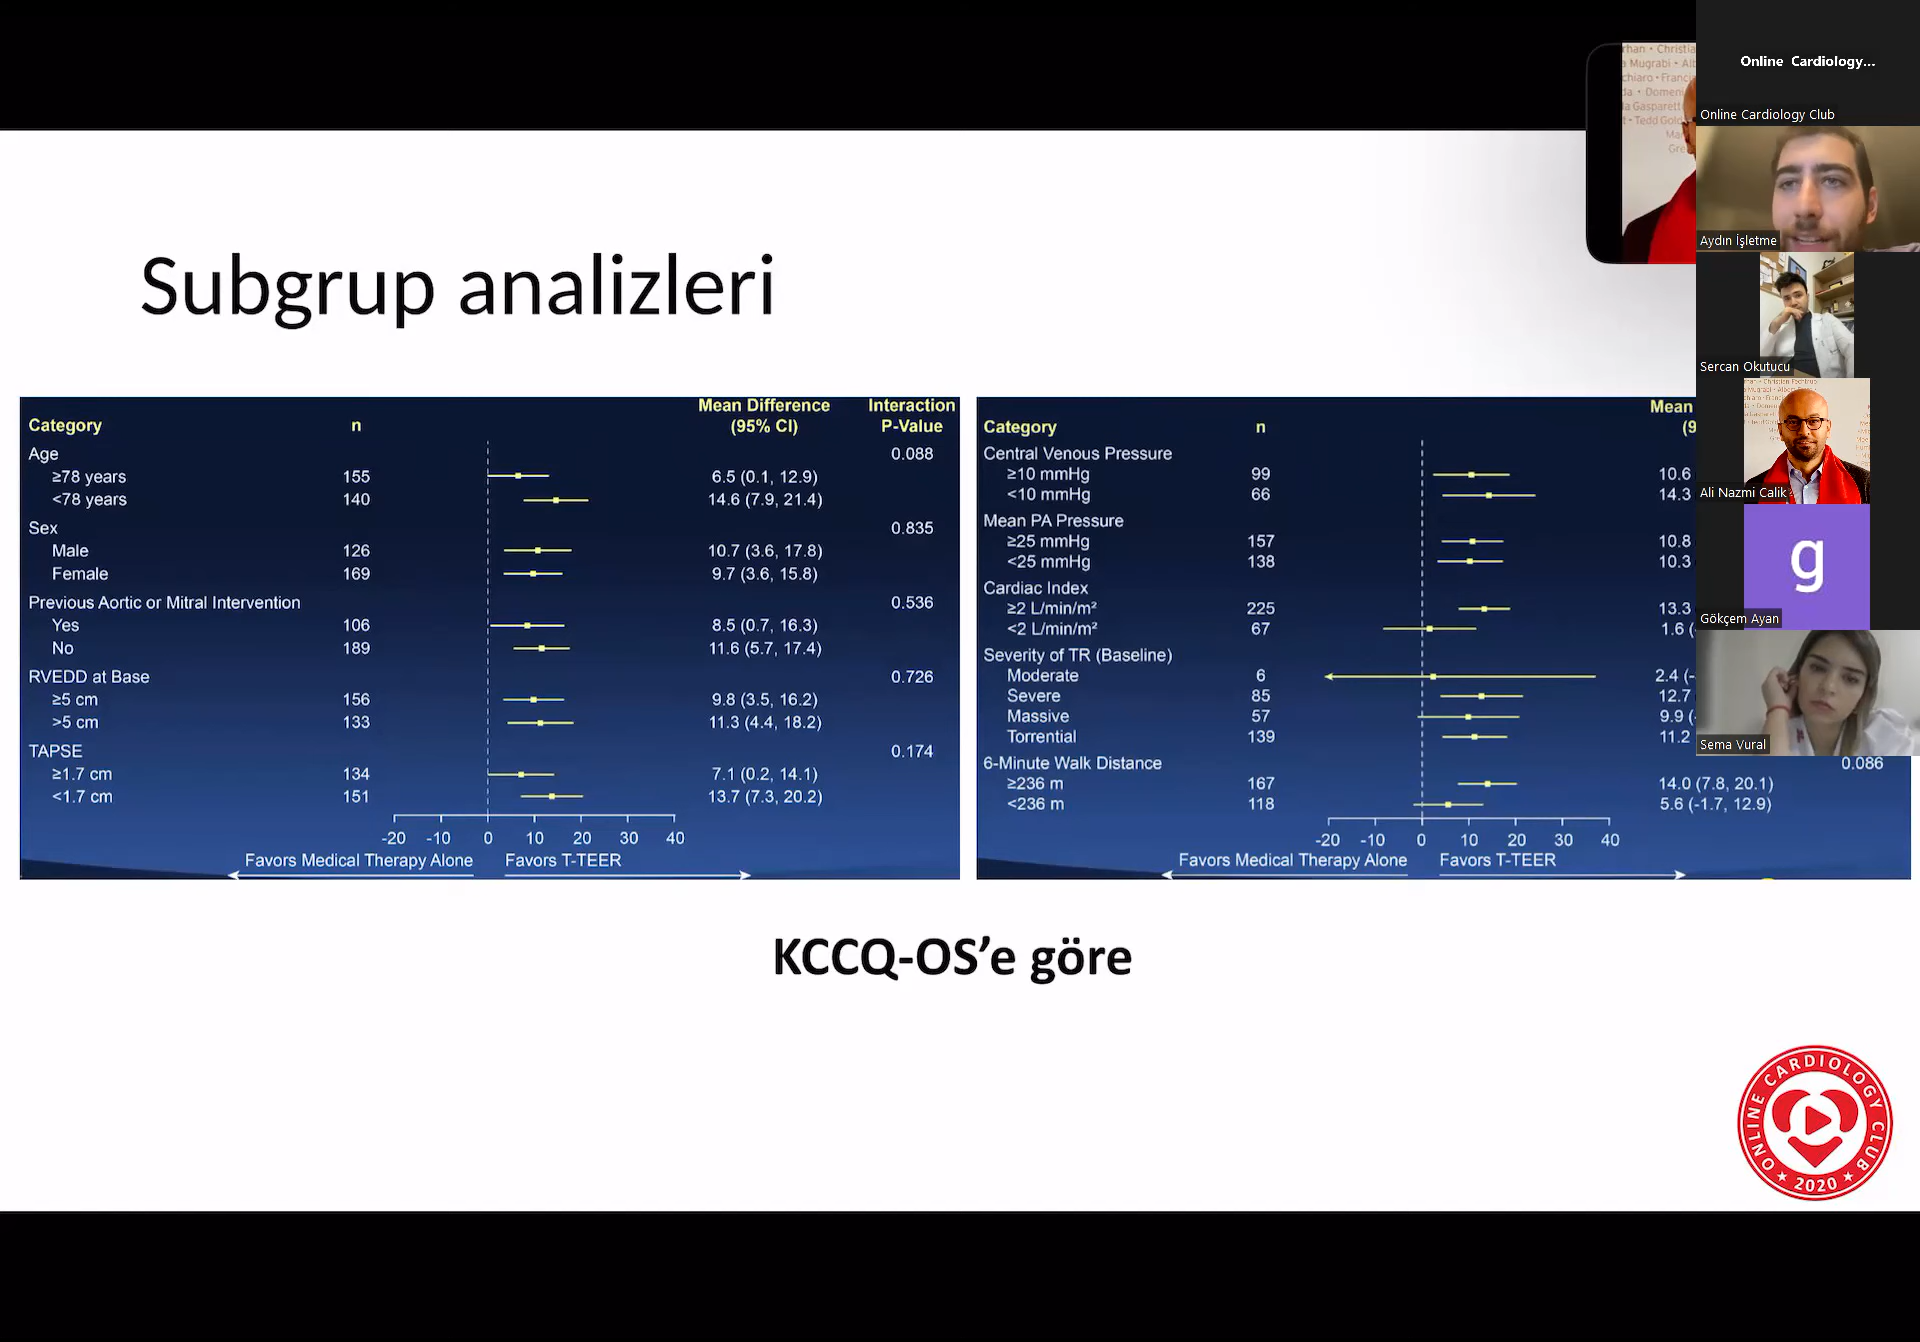 Online Cardiology...
Online Cardiology Club
Aydın İşletme
Sercan Okutucu
Ali Nazmi Calik
g
Gökçem Ayan
Sema Vural
Subgrup analizleri
Category n Mean Difference (95% CI) Interaction P-Value
Age 0.088
≥78 years 155 6.5 (0.1, 12.9)
<78 years 140 14.6 (7.9, 21.4)
Sex 0.835
Male 126 10.7 (3.6, 17.8)
Female 169 9.7 (3.6, 15.8)
Previous Aortic or Mitral Intervention 0.536
Yes 106 8.5 (0.7, 16.3)
No 189 11.6 (5.7, 17.4)
RVEDD at Base 0.726
≥5 cm 156 9.8 (3.5, 16.2)
>5 cm 133 11.3 (4.4, 18.2)
TAPSE 0.174
≥1.7 cm 134 7.1 (0.2, 14.1)
<1.7 cm 151 13.7 (7.3, 20.2)
-20 -10 0 10 20 30 40
Favors Medical Therapy Alone Favors T-TEER
Category n Mean
Central Venous Pressure
≥10 mmHg 99 10.6
<10 mmHg 66 14.3
Mean PA Pressure
≥25 mmHg 157 10.8
<25 mmHg 138 10.3
Cardiac Index
≥2 L/min/m² 225 13.3
<2 L/min/m² 67 1.6
Severity of TR (Baseline)
Moderate 6 2.4
Severe 85 12.7
Massive 57 9.9
Torrential 139 11.2
6-Minute Walk Distance 0.086
≥236 m 167 14.0 (7.8, 20.1)
<236 m 118 5.6 (-1.7, 12.9)
-20 -10 0 10 20 30 40
Favors Medical Therapy Alone Favors T-TEER
KCCQ-OS’e göre
ONLINE CARDIOLOGY CLUB
2020